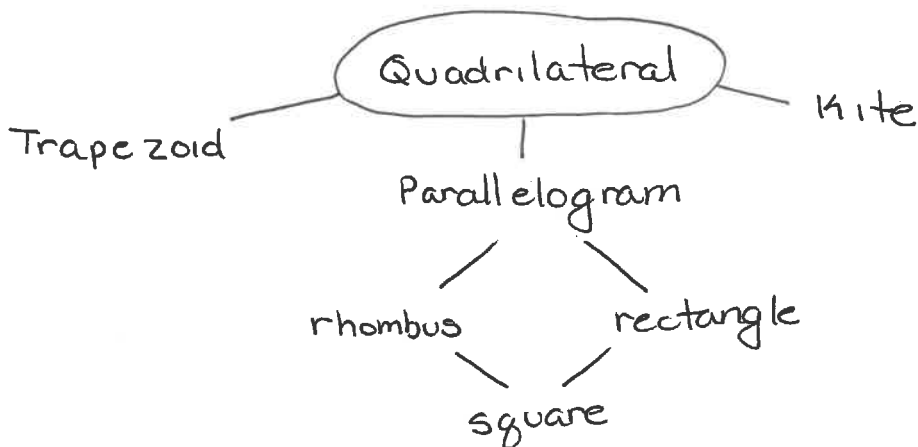 Quadrilateral
Kite
Trapezoid
Parallelogram
rhombus rectangle
square